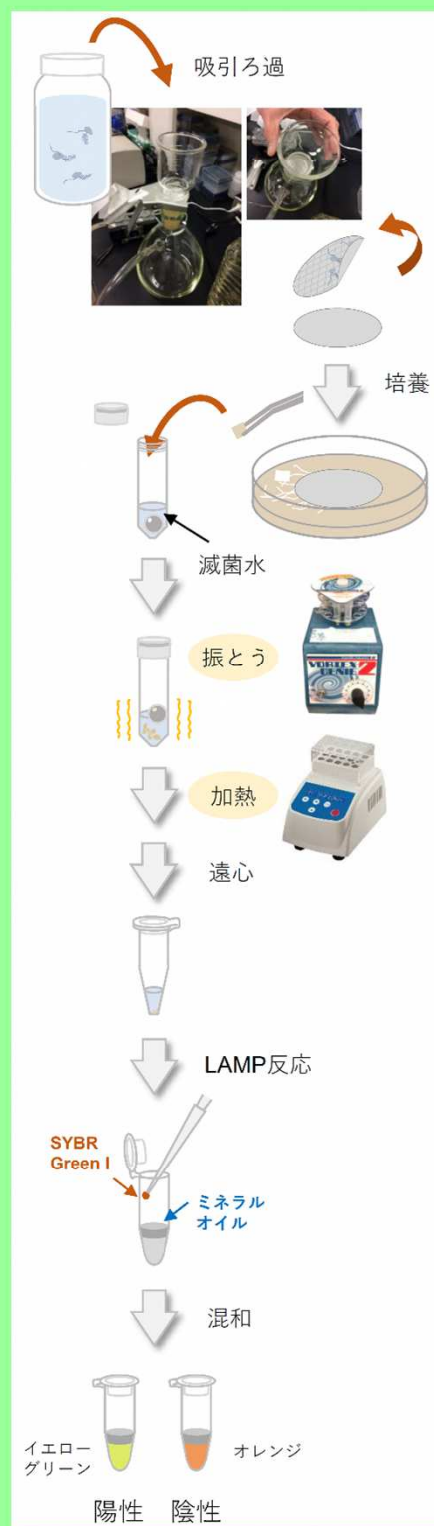 吸引ろ過
培養
滅菌水
振とう
VORTEX
GENIE 2
加熱
遠心
LAMP反応
SYBR
Green I
ミネラル
オイル
混和
イエロー
グリーン
オレンジ
陽性
陰性